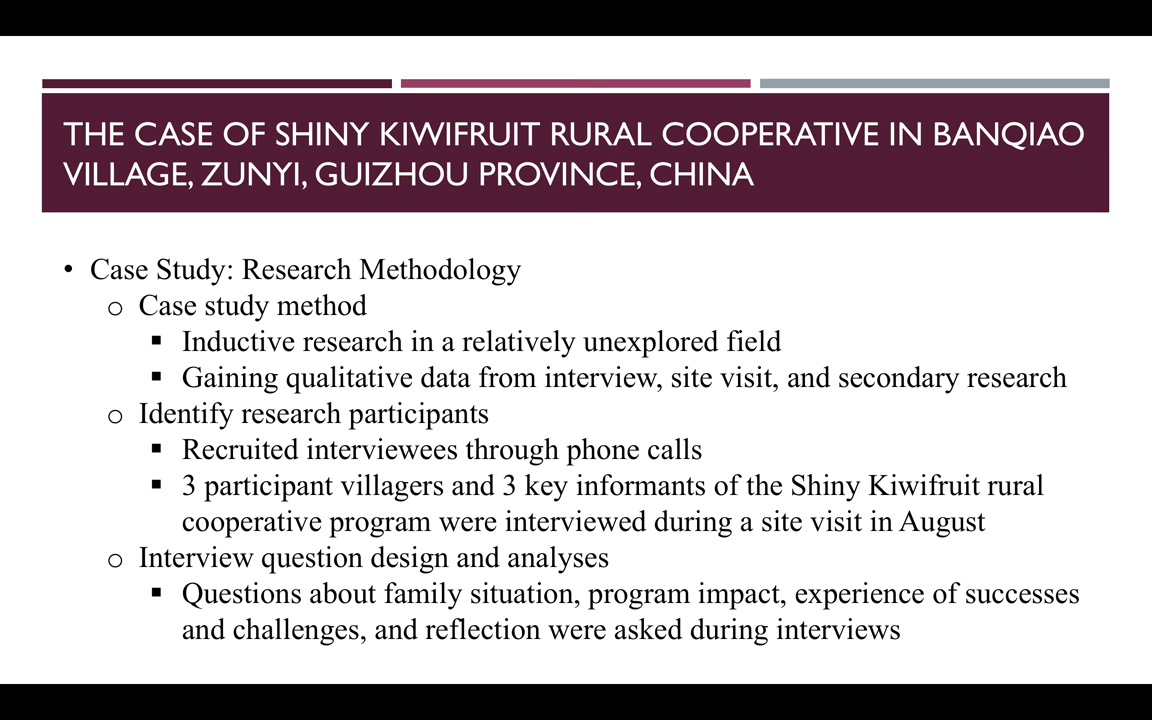 THE CASE OF SHINY KIWIFRUIT RURAL COOPERATIVE IN BANQIAO
VILLAGE, ZUNYI, GUIZHOU PROVINCE, CHINA
• Case Study: Research Methodology
o Case study method
▪ Inductive research in a relatively unexplored field
▪ Gaining qualitative data from interview, site visit, and secondary research
o Identify research participants
▪ Recruited interviewees through phone calls
▪ 3 participant villagers and 3 key informants of the Shiny Kiwifruit rural
cooperative program were interviewed during a site visit in August
o Interview question design and analyses
▪ Questions about family situation, program impact, experience of successes
and challenges, and reflection were asked during interviews